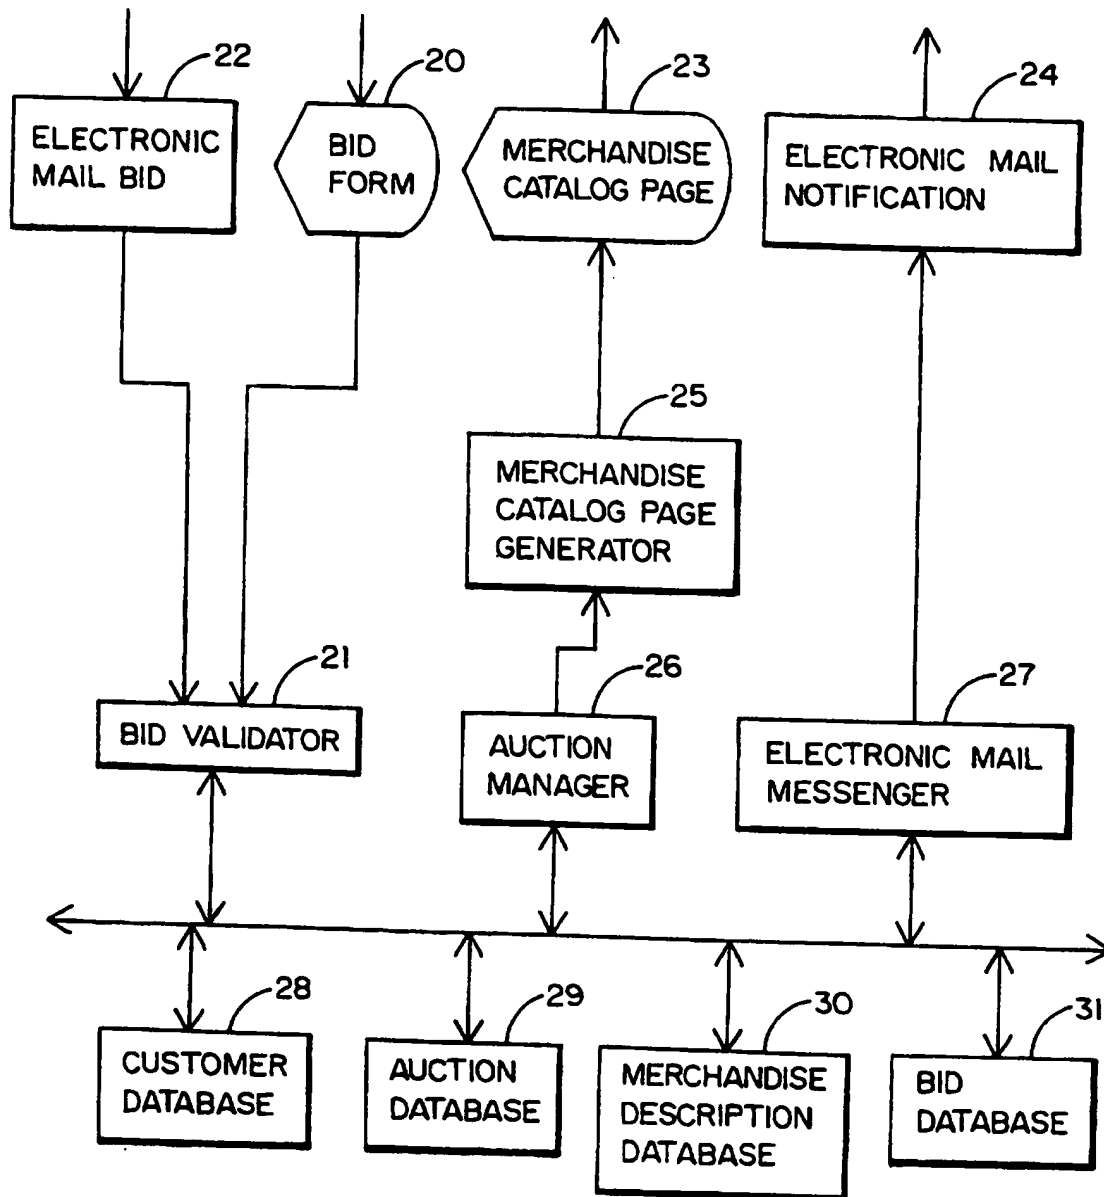 22
20
23
24
ELECTRONIC
MAIL BID
BID
FORM
MERCHANDISE
CATALOG PAGE
ELECTRONIC MAIL
NOTIFICATION
25
MERCHANDISE
CATALOG PAGE
GENERATOR
21
BID VALIDATOR
26
AUCTION
MANAGER
27
ELECTRONIC MAIL
MESSENGER
28
CUSTOMER
DATABASE
29
AUCTION
DATABASE
30
MERCHANDISE
DESCRIPTION
DATABASE
31
BID
DATABASE